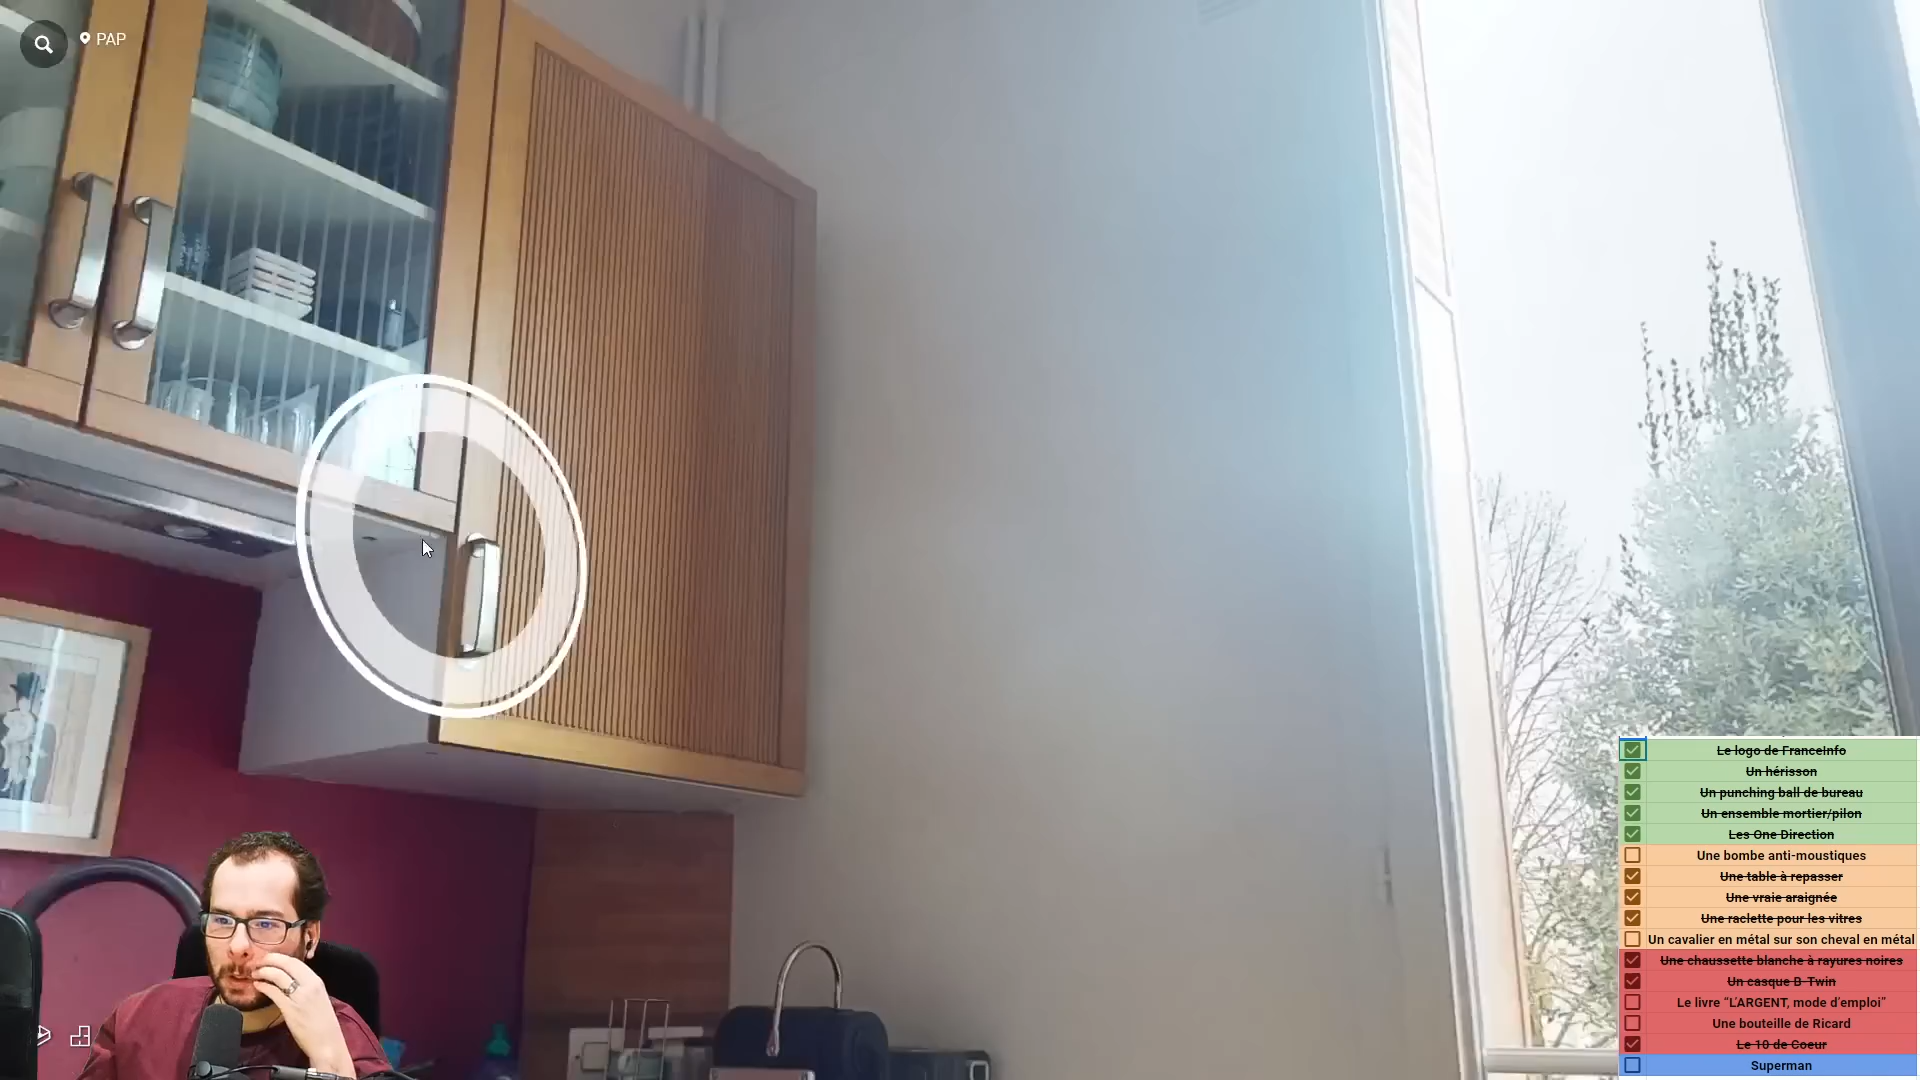 PAP
Le logo de FranceInfo
Un hérisson
Un punching ball de bureau
Un ensemble mortier/pilon
Les One Direction
Une bombe anti-moustiques
Une table à repasser
Une vraie araignée
Une raclette pour les vitres
Un cavalier en métal sur son cheval en métal
Une chaussette blanche à rayures noires
Un casque B-Twin
Le livre “L’ARGENT, mode d’emploi”
Une bouteille de Ricard
Le 10 de Coeur
Superman